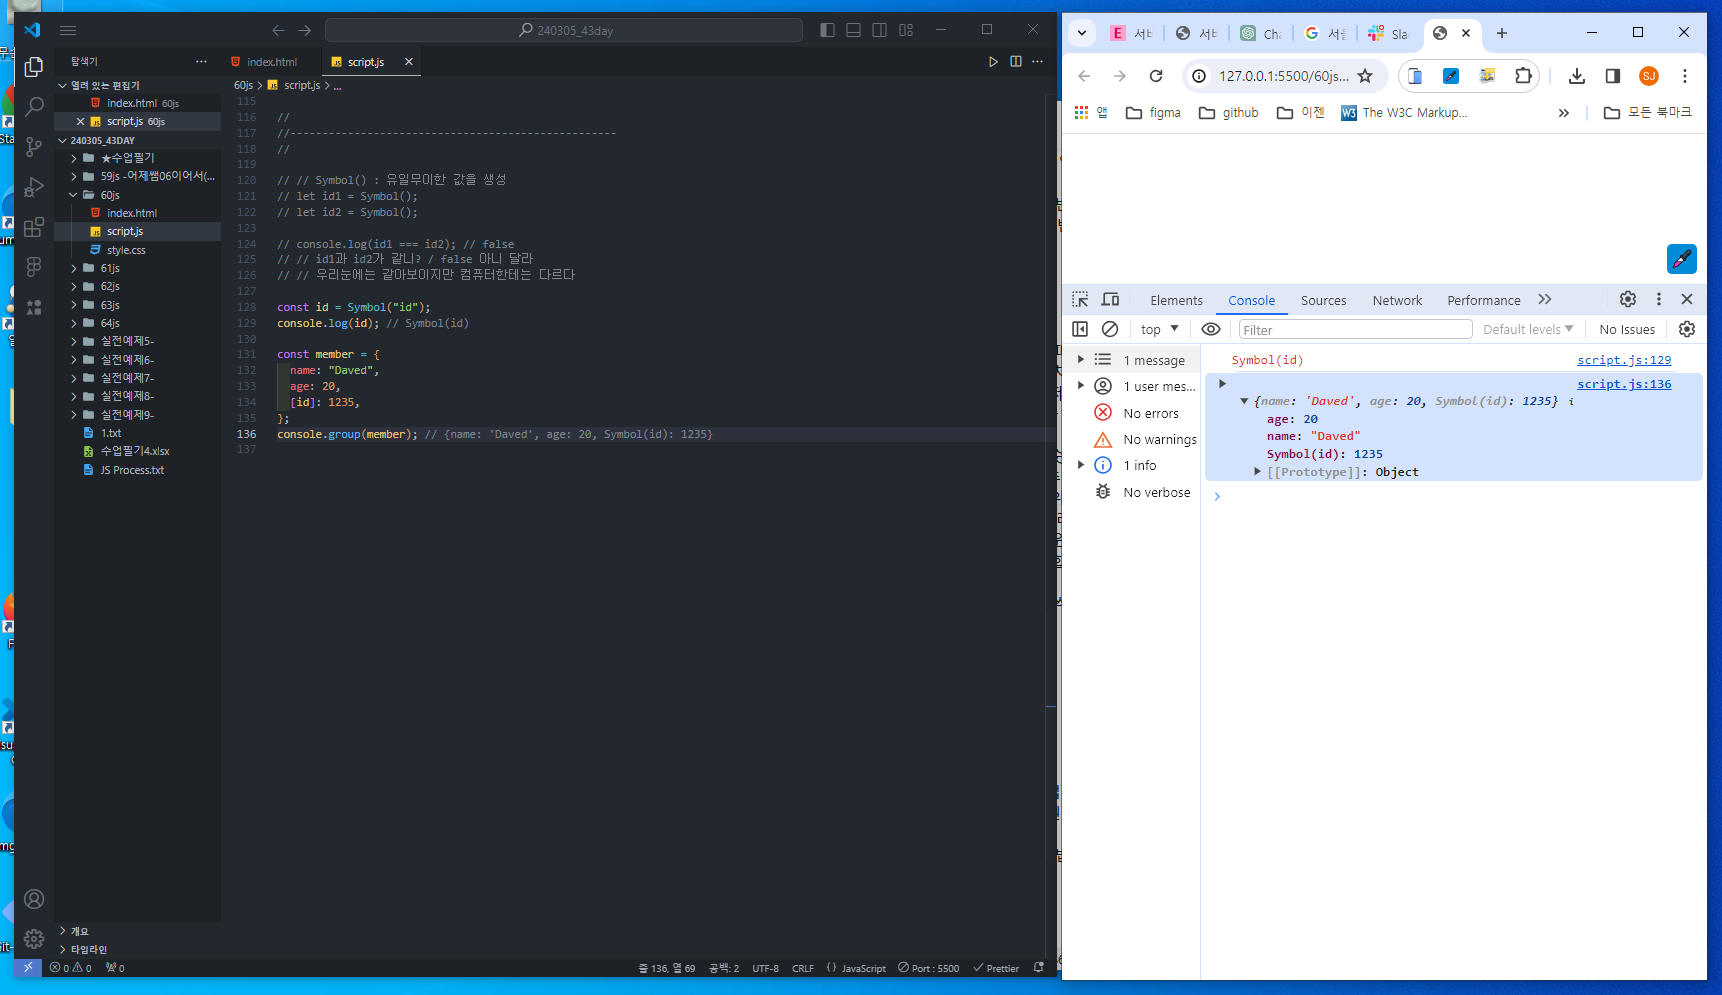 240305_43day
탐색기
index.html
script.js
열려 있는 편집기
index.html 60js
script.js 60js
240305_43DAY
★수업필기
59js -어제쌤06이어서(...
60js
index.html
script.js
style.css
61js
62js
63js
64js
실전예제5-
실전예제6-
실전예제7-
실전예제8-
실전예제9-
1.txt
수업필기4.xlsx
JS Process.txt
개요
타임라인
60js > script.js > ...
115
116 //
117 //---------------------------------------------------
118 //
119
120 // // Symbol() : 유일무이한 값을 생성
121 // let id1 = Symbol();
122 // let id2 = Symbol();
123
124 // console.log(id1 === id2); // false
125 // // id1과 id2가 같니? / false 아니 달라
126 // // 우리눈에는 같아보이지만 컴퓨터한테는 다르다
127
128 const id = Symbol("id");
129 console.log(id); // Symbol(id)
130
131 const member = {
132 name: "Daved",
133 age: 20,
134 [id]: 1235,
135 };
136 console.group(member); // {name: 'Daved', age: 20, Symbol(id): 1235}
137
0 0 0
줄 136, 열 69 공백: 2 UTF-8 CRLF {} JavaScript Port : 5500 Prettier
E 서비 서비 Cha 서울 Sla
127.0.0.1:5500/60js... SJ
앱 figma github 이젠 W3 The W3C Markup... » 모든 북마크
Elements Console Sources Network Performance
top Filter Default levels No Issues
1 message
1 user mes...
No errors
No warnings
1 info
No verbose
Symbol(id) script.js:129
script.js:136
{name: 'Daved', age: 20, Symbol(id): 1235} i
age: 20
name: "Daved"
Symbol(id): 1235
[[Prototype]]: Object